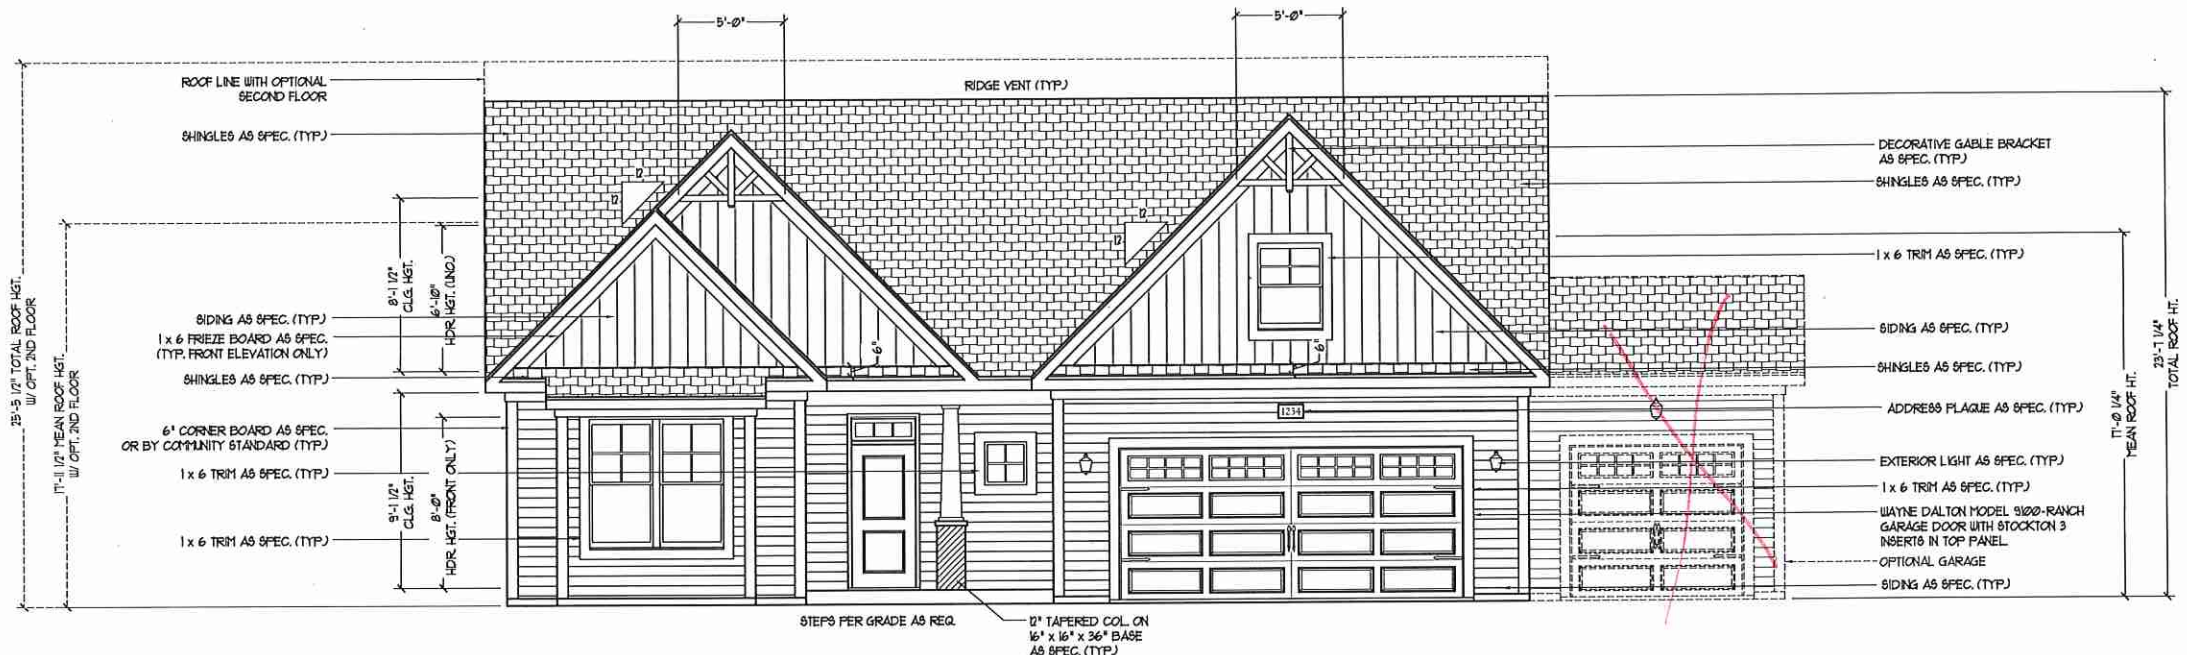 5'-0"
5'-0"
ROOF LINE WITH OPTIONAL
SECOND FLOOR
RIDGE VENT (TYP.)
SHINGLES AS SPEC. (TYP.)
DECORATIVE GABLE BRACKET
AS SPEC. (TYP.)
SHINGLES AS SPEC. (TYP.)
12
12
12
12
1 x 6 TRIM AS SPEC. (TYP.)
25'-5 1/2" TOTAL ROOF HGT.
W/ OPT. 2ND FLOOR
17'-11 1/2" MEAN ROOF HGT.
W/ OPT. 2ND FLOOR
8'-1 1/2"
CLG. HGT.
6'-10"
HDR. HGT. (UNO.)
SIDING AS SPEC. (TYP.)
1 x 6 FRIEZE BOARD AS SPEC.
(TYP. FRONT ELEVATION ONLY)
SHINGLES AS SPEC. (TYP.)
6"
6"
SIDING AS SPEC. (TYP.)
SHINGLES AS SPEC. (TYP.)
23'-7 1/4"
TOTAL ROOF HT.
17'-0 1/4"
MEAN ROOF HT.
1234
ADDRESS PLAQUE AS SPEC. (TYP.)
6" CORNER BOARD AS SPEC.
OR BY COMMUNITY STANDARD (TYP.)
1 x 6 TRIM AS SPEC. (TYP.)
9'-1 1/2"
CLG. HGT.
8'-0"
HDR. HGT. (FRONT ONLY)
EXTERIOR LIGHT AS SPEC. (TYP.)
1 x 6 TRIM AS SPEC. (TYP.)
WAYNE DALTON MODEL 9100-RANCH
GARAGE DOOR WITH STOCKTON 3
INSERTS IN TOP PANEL
1 x 6 TRIM AS SPEC. (TYP.)
OPTIONAL GARAGE
SIDING AS SPEC. (TYP.)
STEPS PER GRADE AS REQ.
12" TAPERED COL. ON
16" x 16" x 36" BASE
AS SPEC. (TYP.)